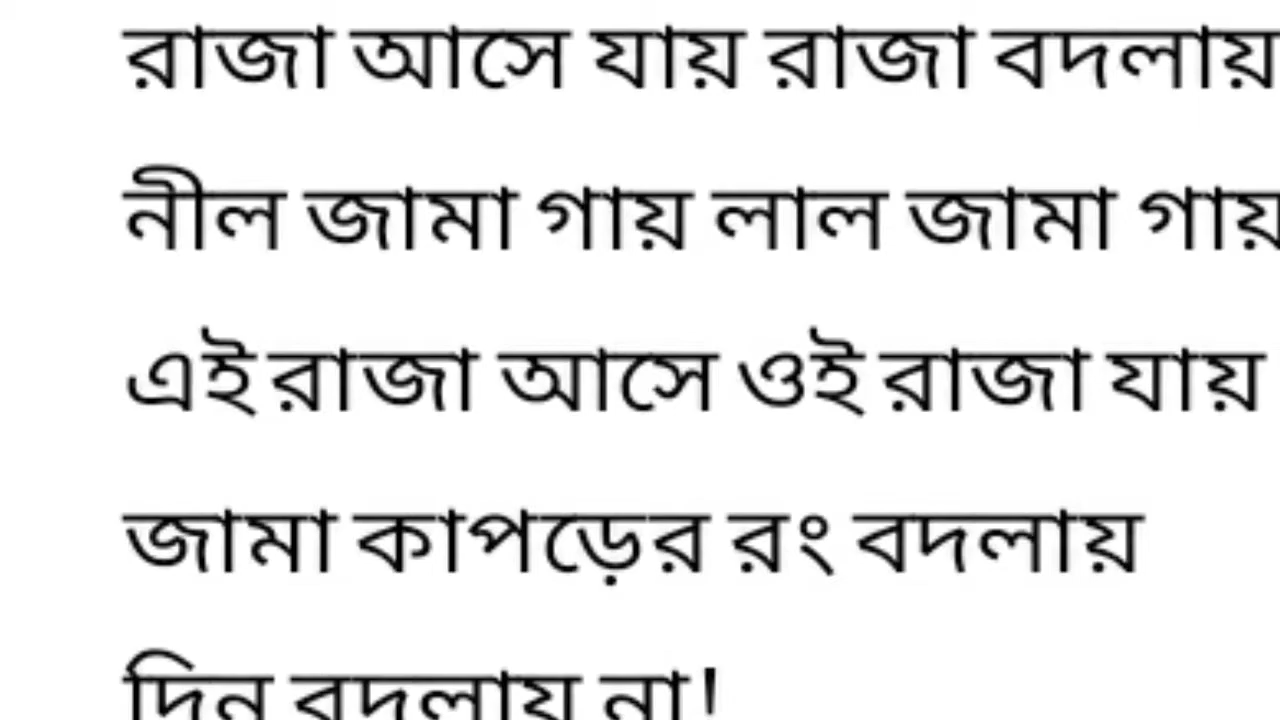 রাজা আসে যায় রাজা বদলায়
নীল জামা গায় লাল জামা গায়
এই রাজা আসে ওই রাজা যায়
জামা কাপড়ের রং বদলায়
দিন বদলায় না!